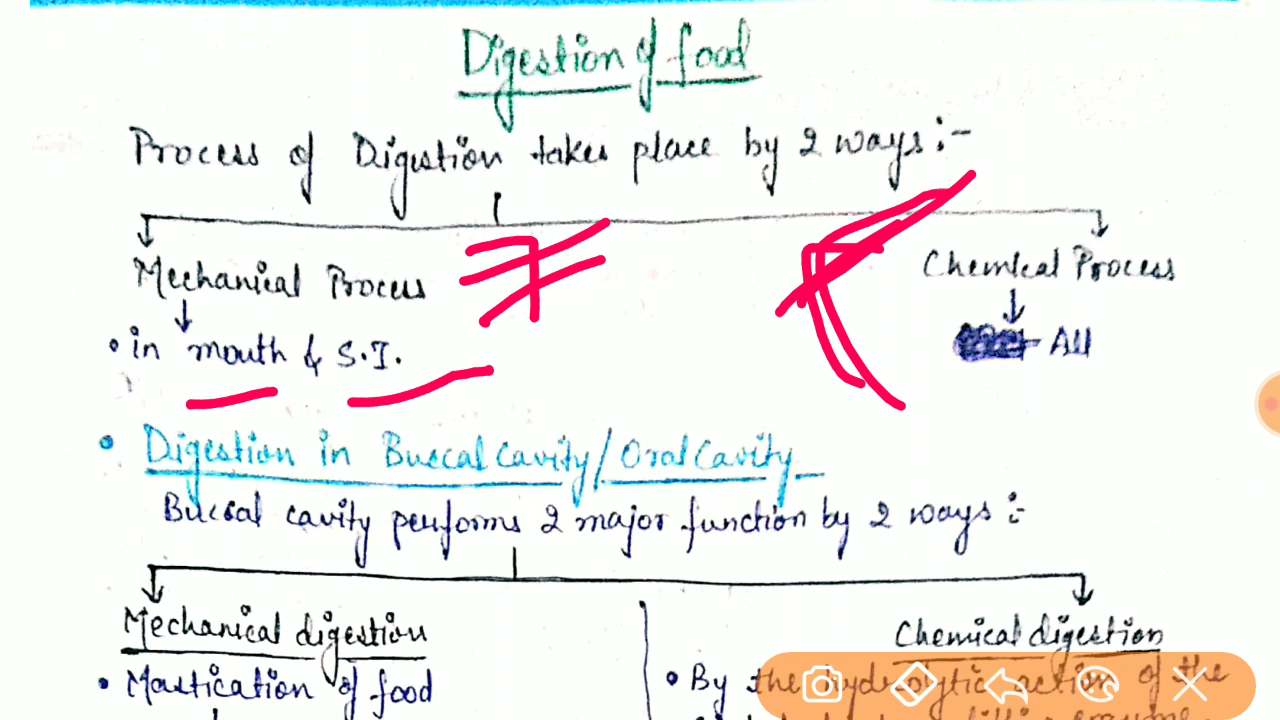 Digestion of food
Process of Digestion takes place by 2 ways :-
Mechanical Process
Chemical Process
• in mouth & S.I.
- All
• Digestion in Buccal Cavity/Oral Cavity
Buccal cavity performs 2 major function by 2 ways :-
Mechanical digestion
Chemical digestion
• Mastication of food
• By the hydrolytic action of the